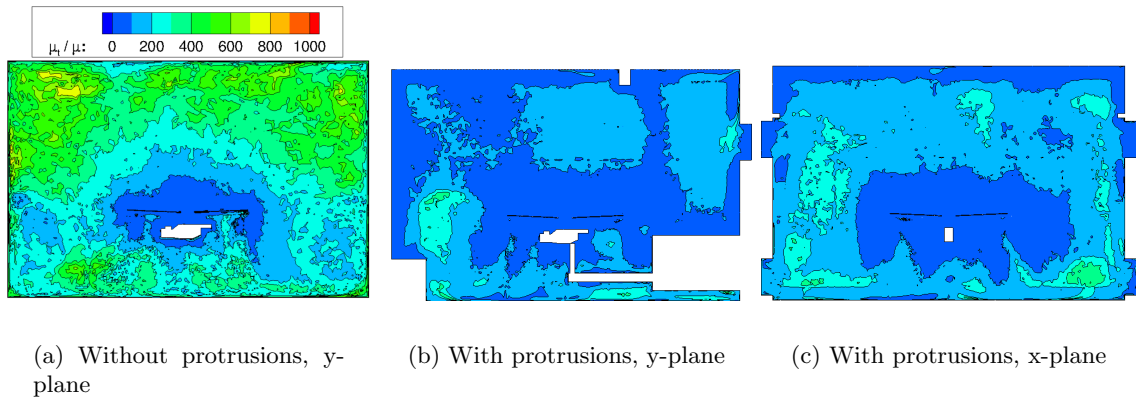 μt / μ: 0 200 400 600 800 1000
(a) Without protrusions, y-
plane
(b) With protrusions, y-plane
(c) With protrusions, x-plane